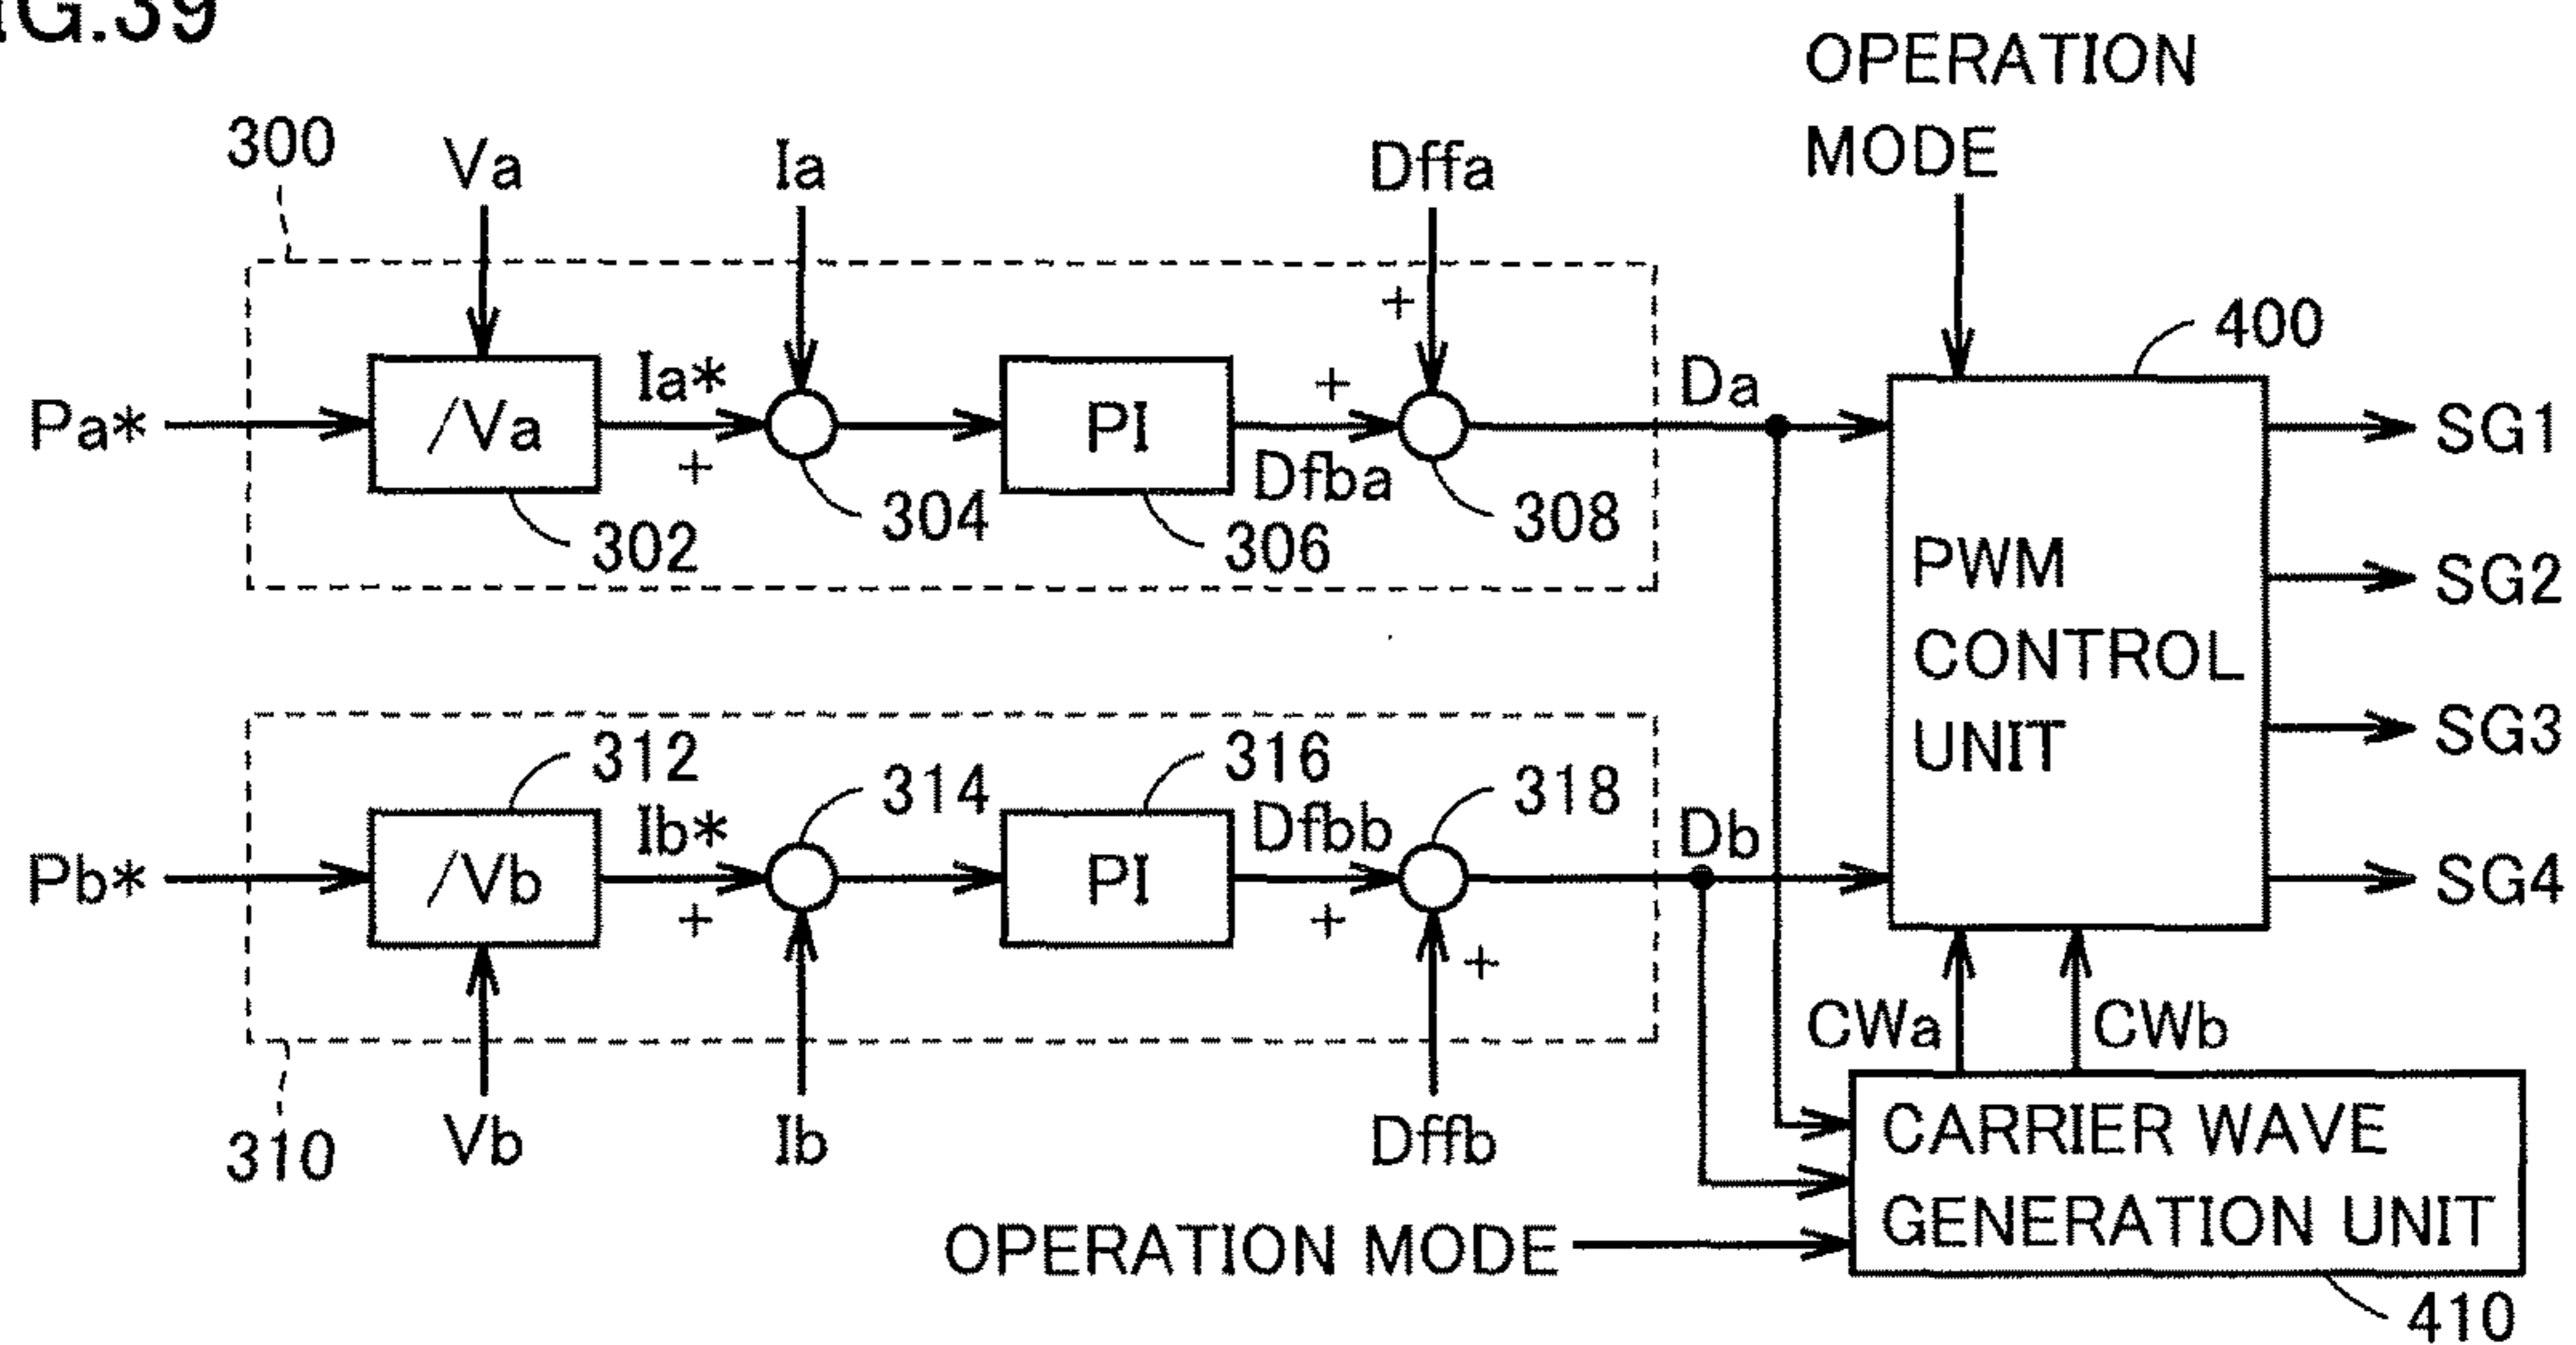 FIG.39
OPERATION
MODE
300
Va
Ia
Dffa
+
400
Pa*
/Va
Ia*
+
304
302
PI
306
+
Dfba
308
Da
PWM
CONTROL
UNIT
SG1
SG2
SG3
SG4
312
314
316
318
Pb*
/Vb
Ib*
+
PI
Dfbb
+
+
Db
310
Vb
Ib
Dffb
CWa
CWb
CARRIER WAVE
GENERATION UNIT
OPERATION MODE
410